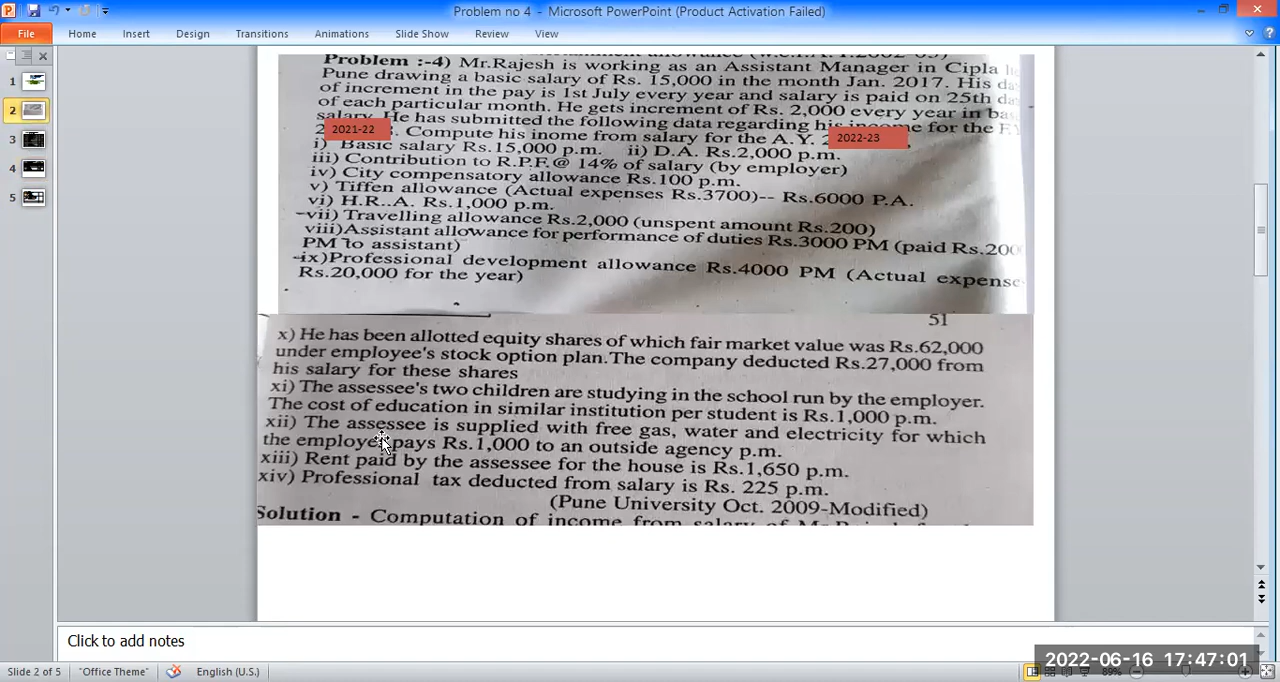 Problem no 4 - Microsoft PowerPoint (Product Activation Failed)
File Home Insert Design Transitions Animations Slide Show Review View
1
2
3
4
5
Problem :-4) Mr.Rajesh is working as an Assistant Manager in Cipla
Pune drawing a basic salary of Rs. 15,000 in the month Jan. 2017. His
of increment in the pay is 1st July every year and salary is paid on 25th
of each particular month. He gets increment of Rs. 2,000 every year in
salary. He has submitted the following data regarding his income for the
2021-22 . Compute his inome from salary for the A.Y. 2022-23
i) Basic salary Rs.15,000 p.m. ii) D.A. Rs.2,000 p.m.
iii) Contribution to R.P.F.@ 14% of salary (by employer)
iv) City compensatory allowance Rs.100 p.m.
v) Tiffen allowance (Actual expenses Rs.3700)-- Rs.6000 P.A.
vi) H.R..A. Rs.1,000 p.m.
vii) Travelling allowance Rs.2,000 (unspent amount Rs.200)
viii)Assistant allowance for performance of duties Rs.3000 PM (paid
PM to assistant)
ix)Professional development allowance Rs.4000 PM (Actual
Rs.20,000 for the year)
51
x) He has been allotted equity shares of which fair market value was Rs.62,000
under employee's stock option plan.The company deducted Rs.27,000 from
his salary for these shares
xi) The assessee's two children are studying in the school run by the employer.
The cost of education in similar institution per student is Rs.1,000 p.m.
xii) The assessee is supplied with free gas, water and electricity for which
the employer pays Rs.1,000 to an outside agency p.m.
xiii) Rent paid by the assessee for the house is Rs.1,650 p.m.
xiv) Professional tax deducted from salary is Rs. 225 p.m.
(Pune University Oct. 2009-Modified)
Solution - Computation of income from salary of
Click to add notes
Slide 2 of 5 "Office Theme" English (U.S.) 89%
2022-06-16 17:47:01